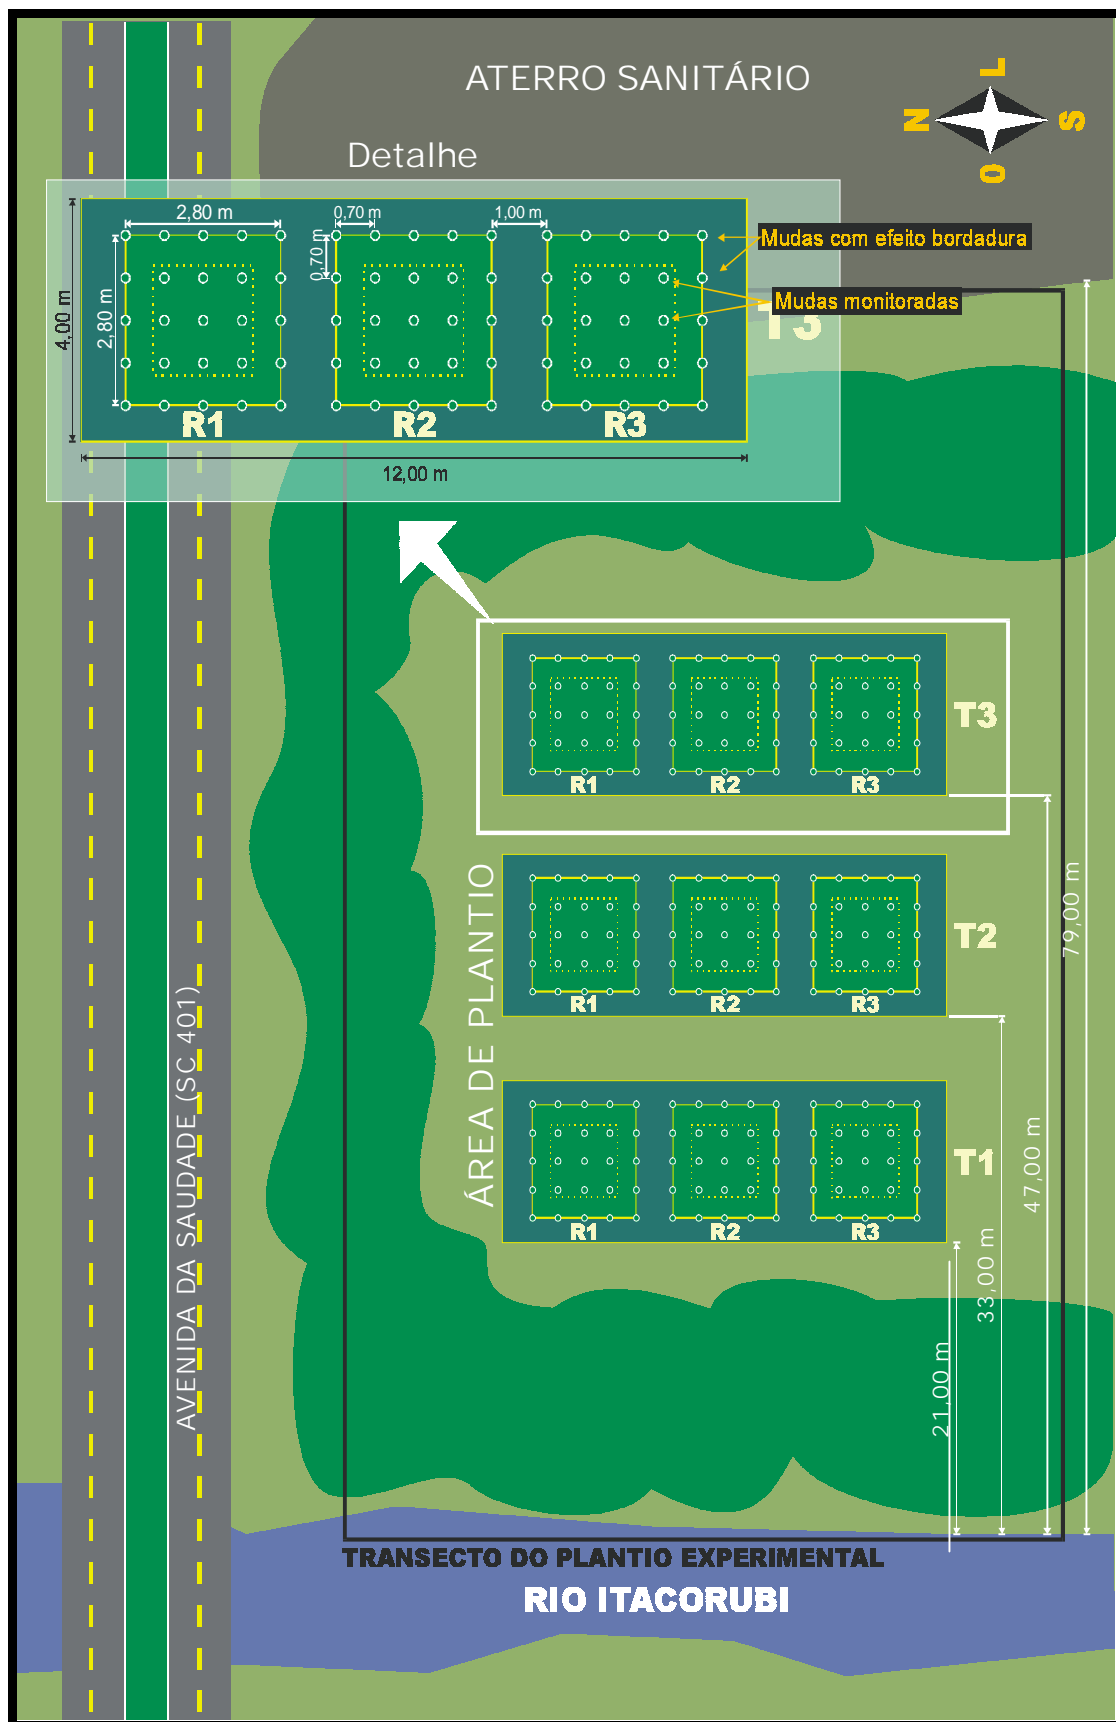 ATERRO SANITÁRIO
L
N
S
O
Detalhe
2,80 m
0,70 m
1,00 m
0,70 m
Mudas com efeito bordadura
Mudas monitoradas
4,00 m
2,80 m
T3
R1
R2
R3
12,00 m
T3
R1
R2
R3
ÁREA DE PLANTIO
79,00 m
T2
R1
R2
R3
AVENIDA DA SAUDADE (SC 401)
T1
47,00 m
R1
R2
R3
33,00 m
21,00 m
TRANSECTO DO PLANTIO EXPERIMENTAL
RIO ITACORUBI